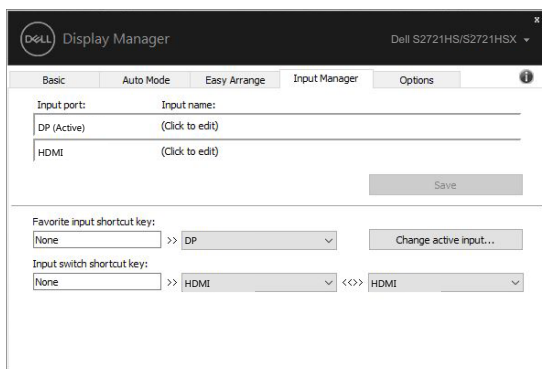 DELL Display Manager Dell S2721HS/S2721HSX
x
Basic Auto Mode Easy Arrange Input Manager Options i
Input port: Input name:
DP (Active) (Click to edit)
HDMI (Click to edit)
Save
Favorite input shortcut key:
None >> DP Change active input...
Input switch shortcut key:
None >> HDMI <<>> HDMI